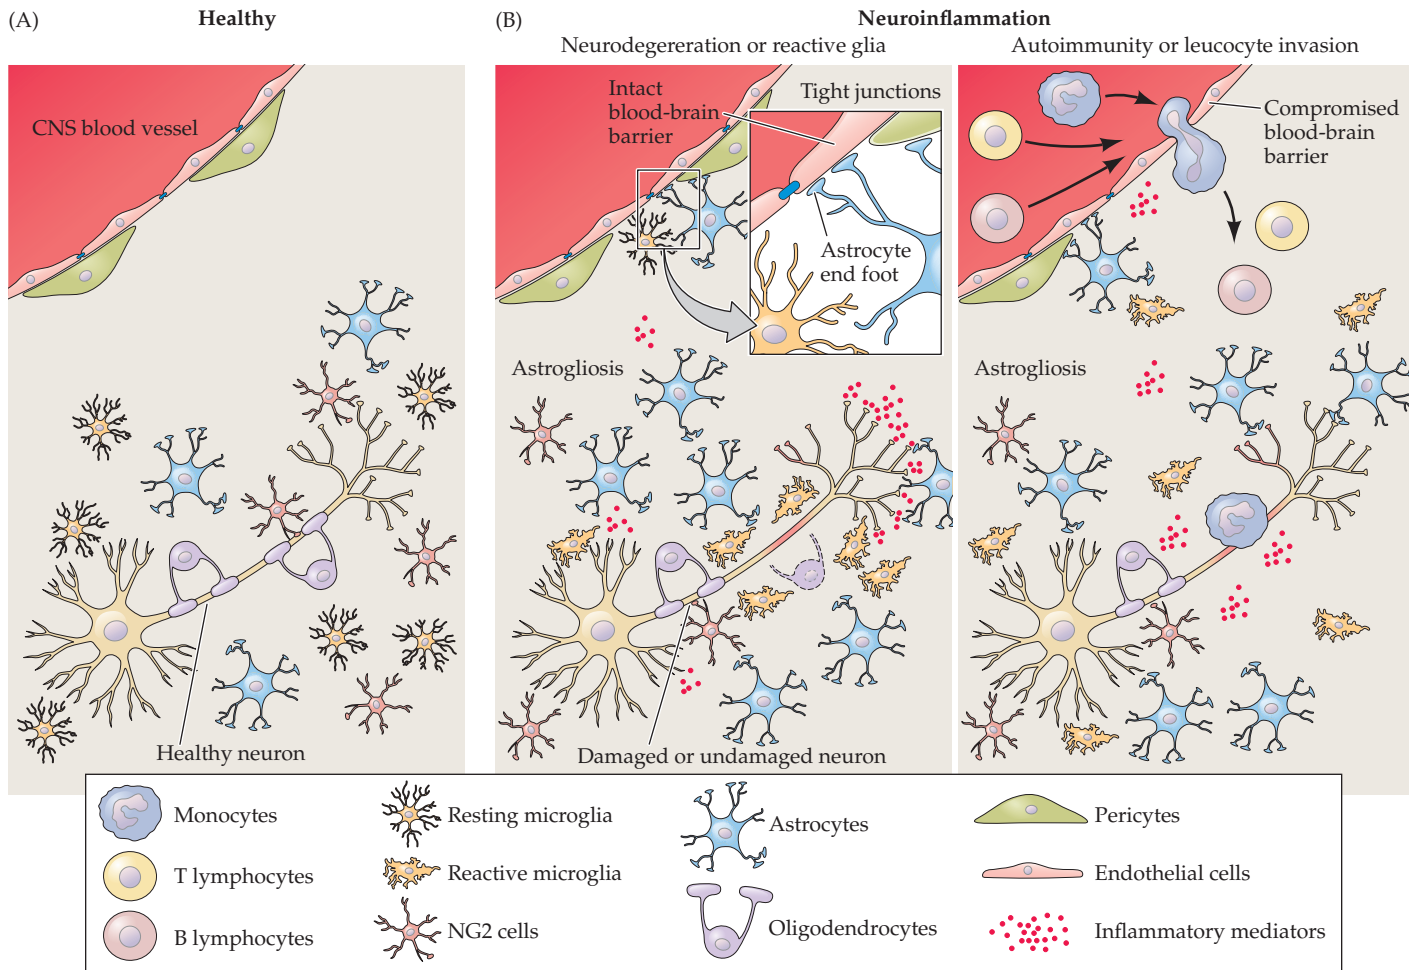 (A)
Healthy
(B)
Neuroinflammation
Neurodegereration or reactive glia
Autoimmunity or leucocyte invasion
CNS blood vessel
Intact
blood-brain
barrier
Tight junctions
Astrocyte
end foot
Compromised
blood-brain
barrier
Astrogliosis
Astrogliosis
Healthy neuron
Damaged or undamaged neuron
Monocytes
T lymphocytes
B lymphocytes
Resting microglia
Reactive microglia
NG2 cells
Astrocytes
Oligodendrocytes
Pericytes
Endothelial cells
Inflammatory mediators